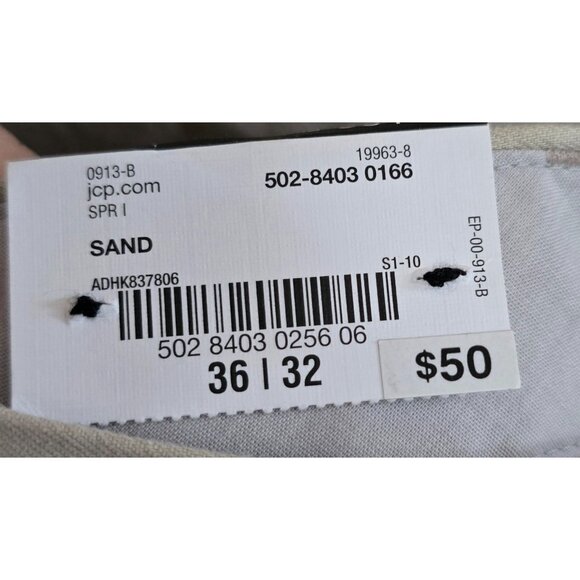 0913-B
jcp.com
SPR I
19963-8
502-8403 0166
SAND
ADHK837806
S1-10
EP-00-913-B
502 8403 0256 06
36 | 32
$50